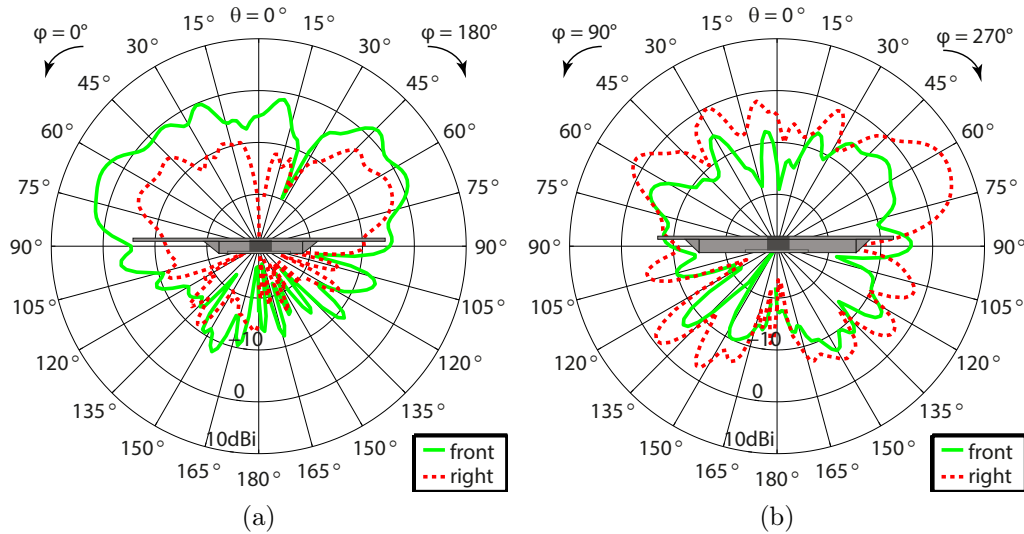 φ = 0° 15° θ = 0° 15° φ = 180°
30° 30°
45° 45°
60° 60°
75° 75°
90° 90°
105° 105°
120° 120°
135° 135°
150° 150°
165° 180° 165°
−10
0
10dBi
front
right
(a)
φ = 90° 15° θ = 0° 15° φ = 270°
30° 30°
45° 45°
60° 60°
75° 75°
90° 90°
105° 105°
120° 120°
135° 135°
150° 150°
165° 180° 165°
−10
0
10dBi
front
right
(b)